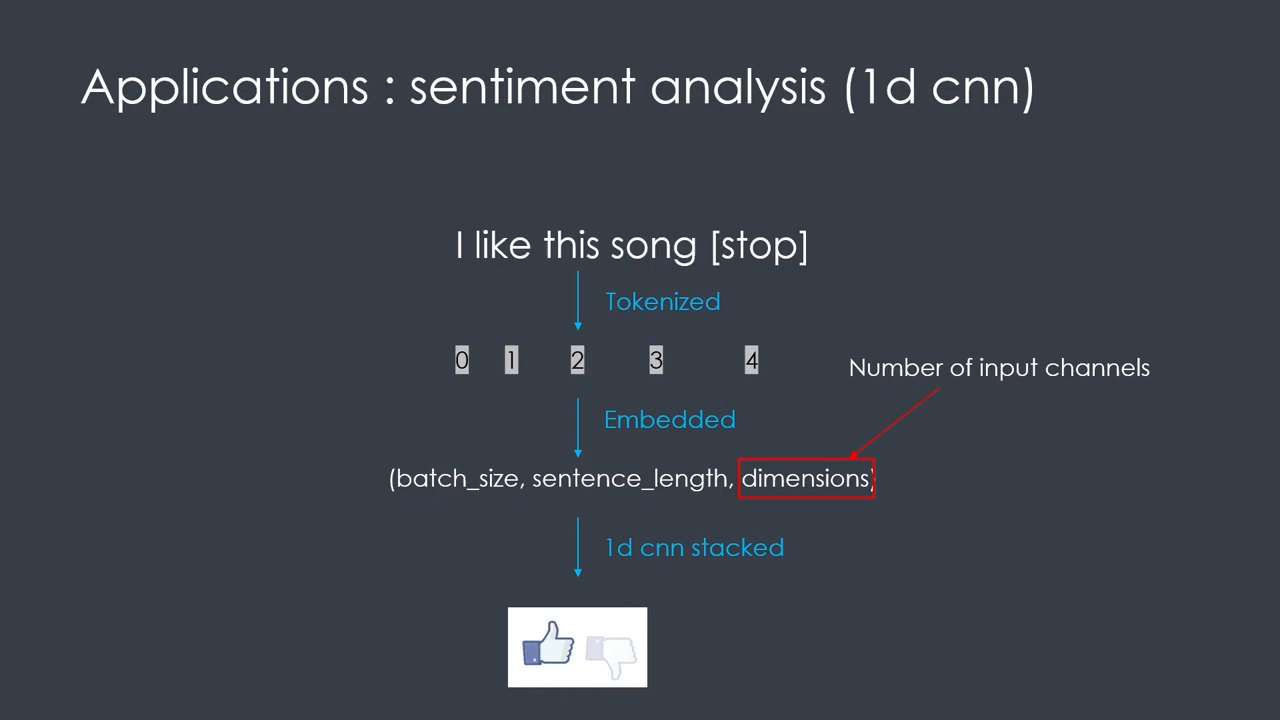 Applications : sentiment analysis (1d cnn)
I like this song [stop]
Tokenized
0 1 2 3 4
Number of input channels
Embedded
(batch_size, sentence_length, dimensions)
1d cnn stacked